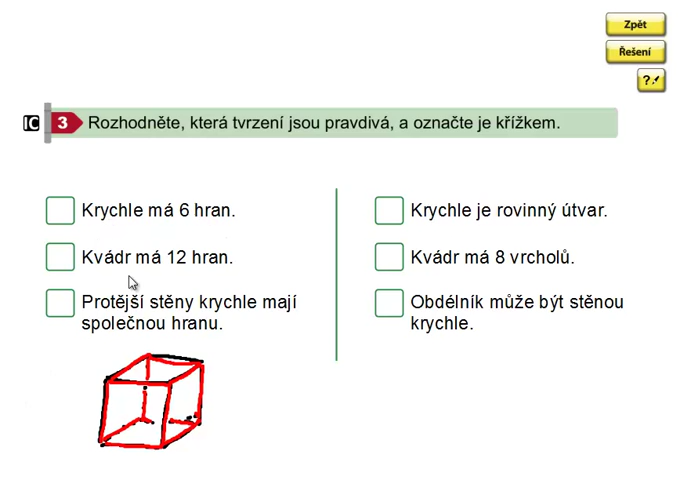 Zpět
Řešení
?
IC 3 Rozhodněte, která tvrzení jsou pravdivá, a označte je křížkem.
Krychle má 6 hran.
Kvádr má 12 hran.
Protější stěny krychle mají
společnou hranu.
Krychle je rovinný útvar.
Kvádr má 8 vrcholů.
Obdélník může být stěnou
krychle.